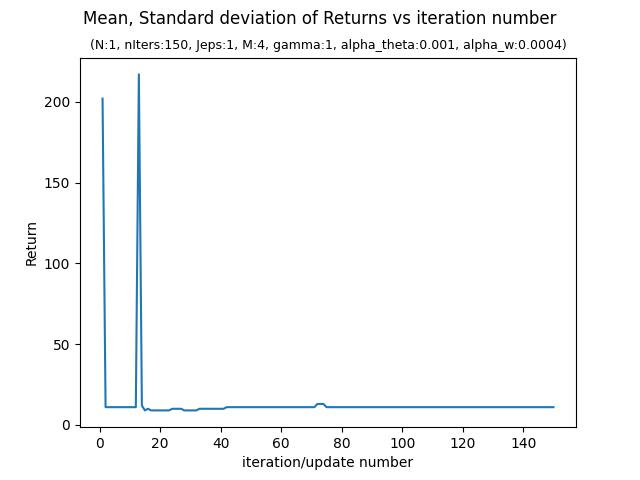 Mean, Standard deviation of Returns vs iteration number
(N:1, nIters:150, Jeps:1, M:4, gamma:1, alpha_theta:0.001, alpha_w:0.0004)
200
150
100
50
0
Return
0 20 40 60 80 100 120 140
iteration/update number